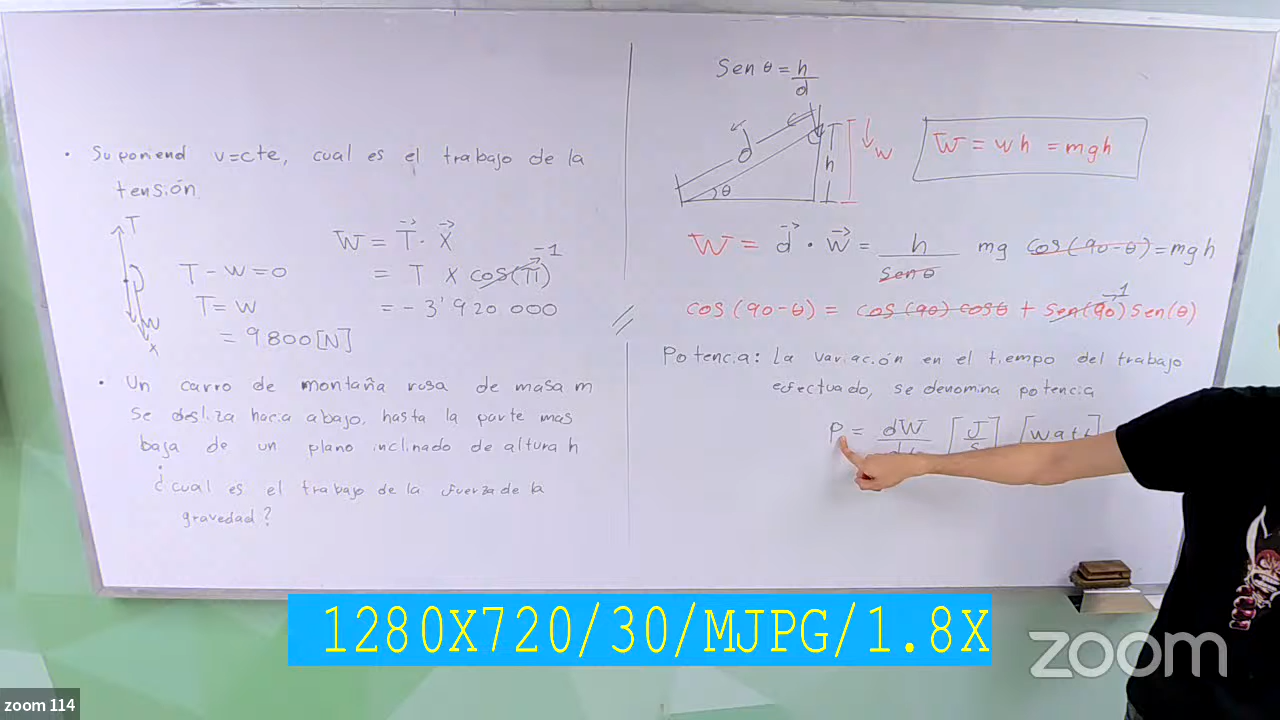 • Suponiend v=cte, cual es el trabajo de la
tensión
T
T - w = 0
T = w
= 9800[N]
w
x
W = T⃗ · x⃗
= T x cos(π) -1
= - 3'920 000
• Un carro de montaña rusa de masa m
se desliza hacia abajo, hasta la parte mas
baja de un plano inclinado de altura h
¿cual es el trabajo de la fuerza de la
gravedad?
Sen θ = h/d
d
θ
h
w
W = wh = mgh
W = d⃗ · w⃗ = h/senθ mg cos(90-θ) = mgh
cos(90-θ) = cos(90) cosθ + sen(90) sen(θ) 1
Potencia: La variación en el tiempo del trabajo
efectuado, se denomina potencia
P = dW [J/s]
1280X720/30/MJPG/1.8X
zoom
zoom 114